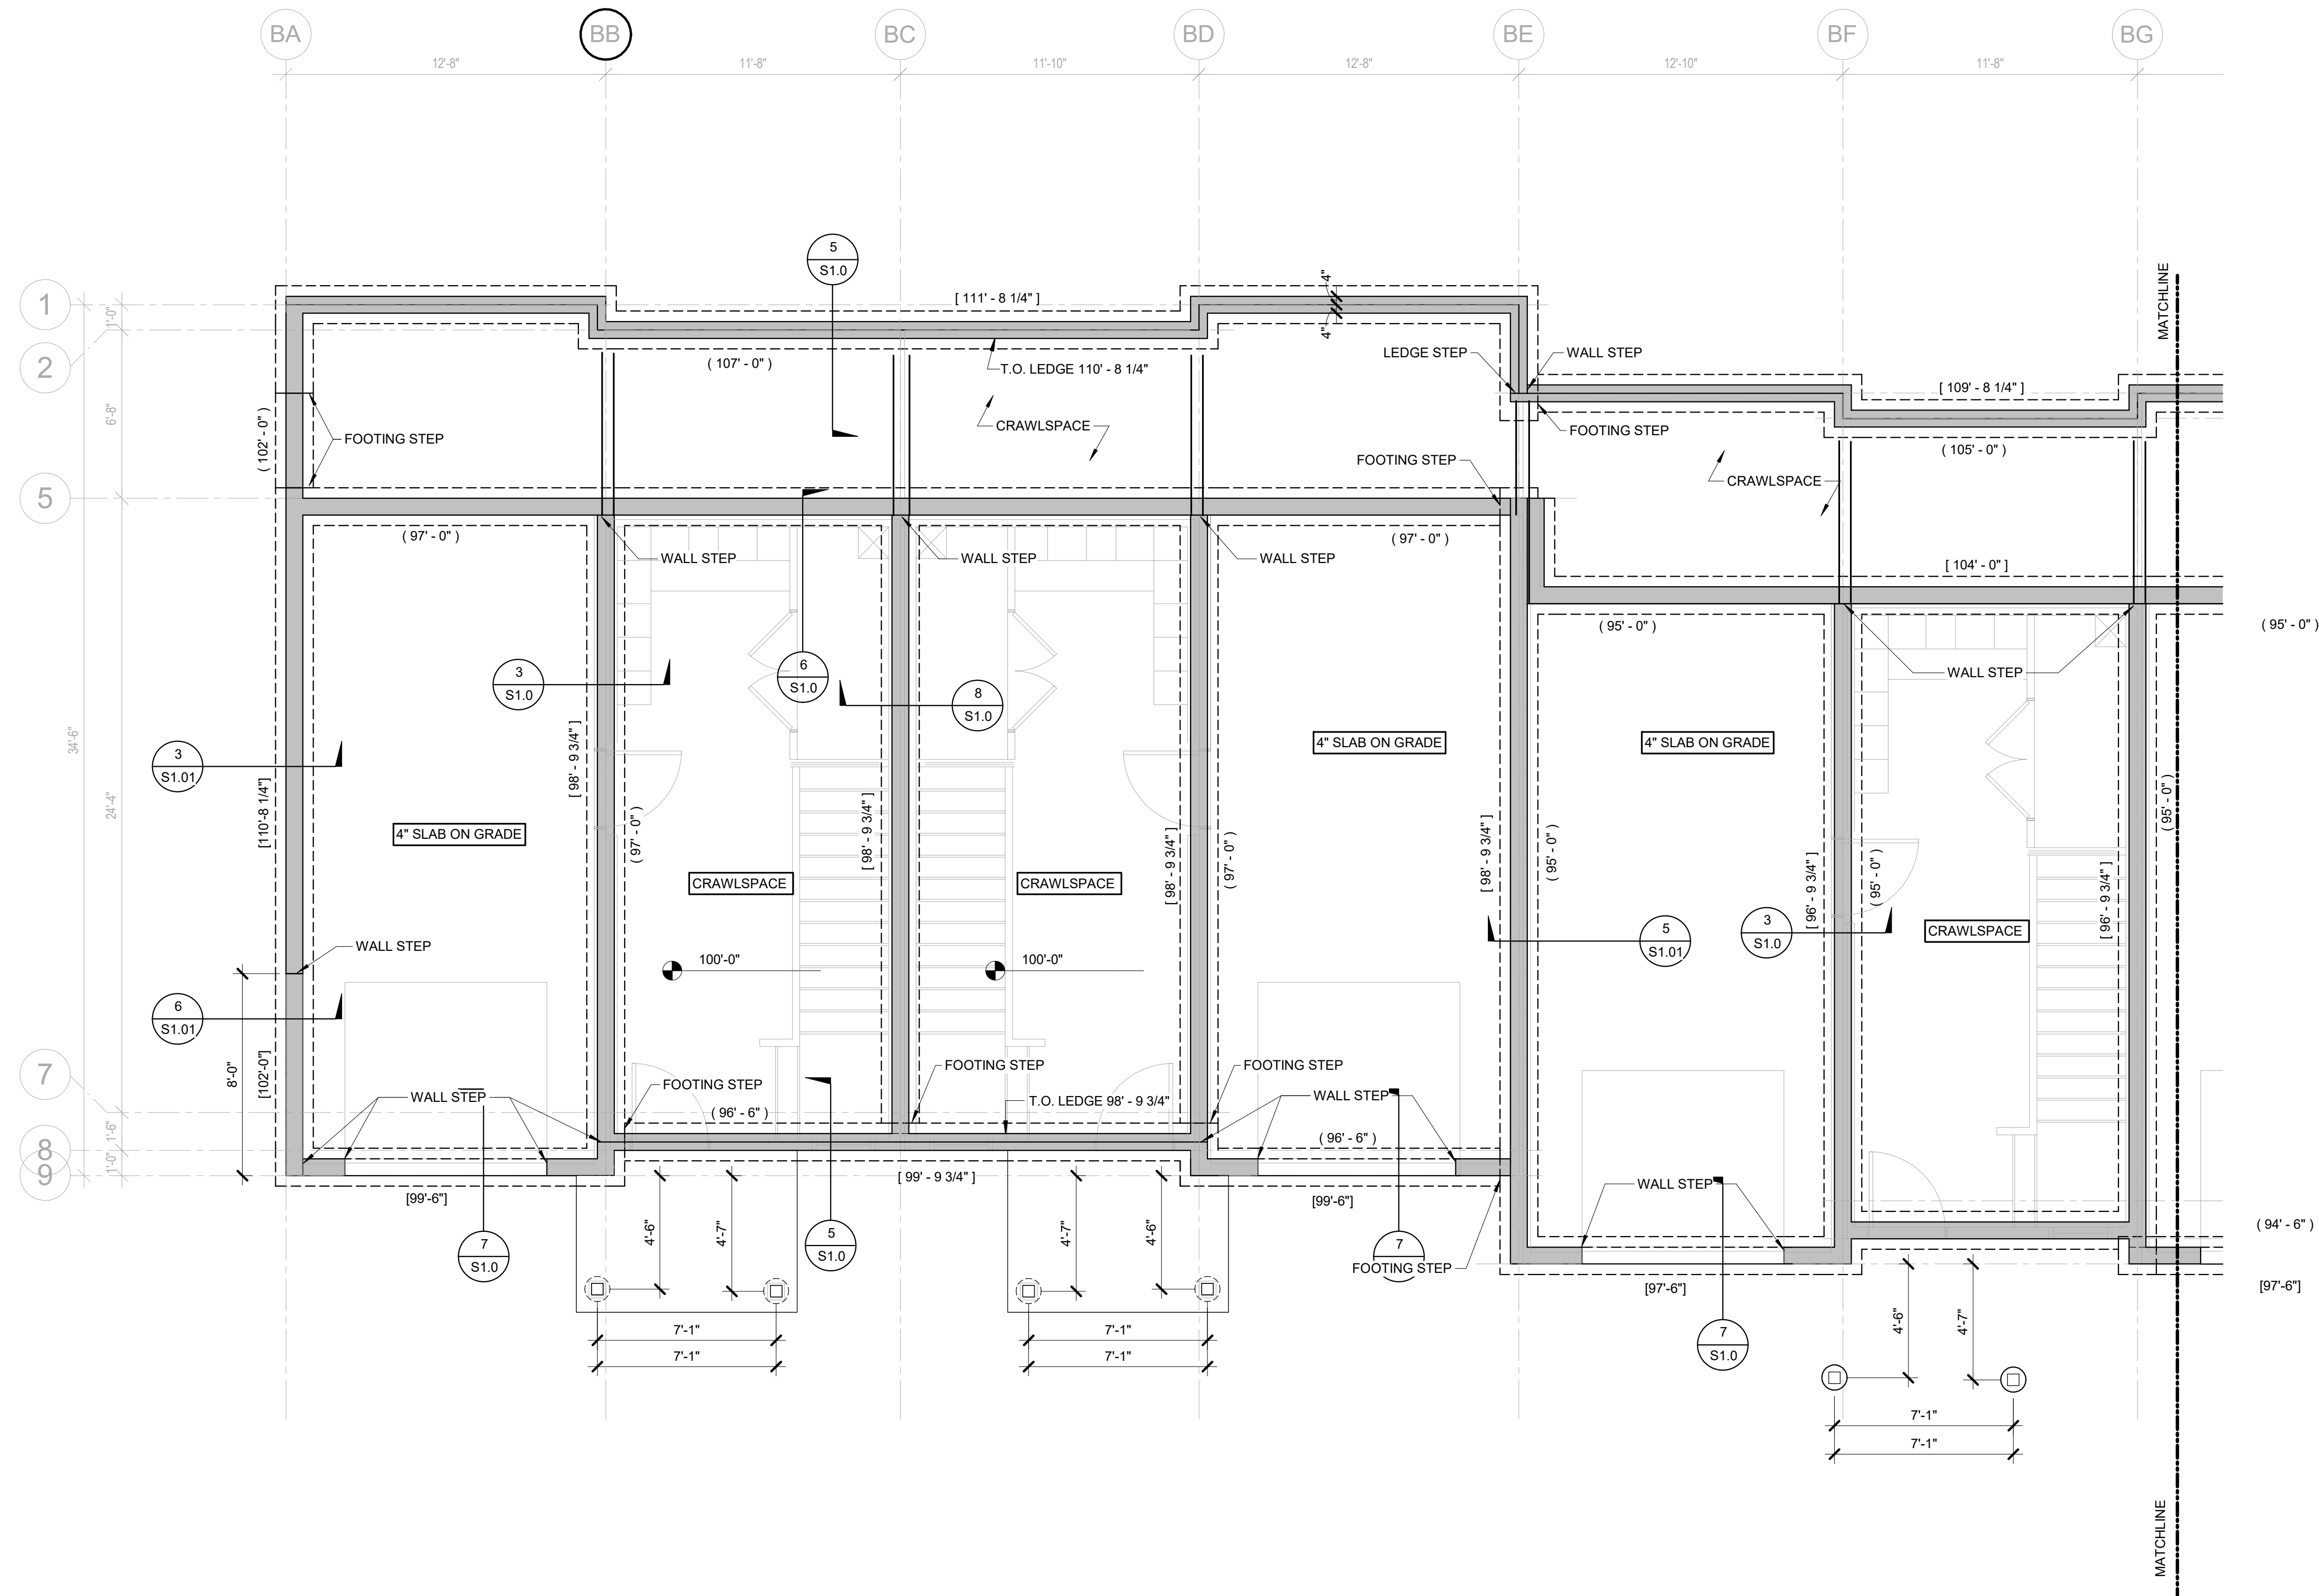 BA
BB
BC
BD
BE
BF
BG
12'-8"
11'-8"
11'-10"
12'-8"
12'-10"
11'-8"
5
S1.0
MATCHLINE
1
2
5
7
8
9
1'-0"
6'-8"
34'-6"
24'-4"
1'-6"
1'-0"
[ 111' - 8 1/4" ]
4"
4"
( 107' - 0" )
T.O. LEDGE 110' - 8 1/4"
LEDGE STEP
WALL STEP
[ 109' - 8 1/4" ]
( 102' - 0" )
FOOTING STEP
CRAWLSPACE
FOOTING STEP
FOOTING STEP
( 105' - 0" )
CRAWLSPACE
( 97' - 0" )
WALL STEP
WALL STEP
WALL STEP
( 97' - 0" )
[ 104' - 0" ]
( 95' - 0" )
( 95' - 0" )
WALL STEP
3
S1.0
6
S1.0
8
S1.0
3
S1.01
[110'-8 1/4"]
[ 98' - 9 3/4" ]
( 97' - 0" )
[ 98' - 9 3/4" ]
[ 98' - 9 3/4" ]
( 97' - 0" )
[ 98' - 9 3/4" ]
( 95' - 0" )
[ 96' - 9 3/4" ]
( 95' - 0" )
[ 96' - 9 3/4" ]
( 95' - 0" )
4" SLAB ON GRADE
4" SLAB ON GRADE
4" SLAB ON GRADE
CRAWLSPACE
CRAWLSPACE
CRAWLSPACE
5
S1.01
3
S1.0
WALL STEP
100'-0"
100'-0"
6
S1.01
8'-0"
[102'-0"]
WALL STEP
FOOTING STEP
( 96' - 6" )
FOOTING STEP
T.O. LEDGE 98' - 9 3/4"
FOOTING STEP
WALL STEP
( 96' - 6" )
[99'-6"]
[ 99' - 9 3/4" ]
[99'-6"]
WALL STEP
( 94' - 6" )
7
S1.0
4'-6"
4'-7"
5
S1.0
4'-7"
4'-6"
7
FOOTING STEP
[97'-6"]
[97'-6"]
7
S1.0
4'-6"
4'-7"
7'-1"
7'-1"
7'-1"
7'-1"
7'-1"
7'-1"
MATCHLINE